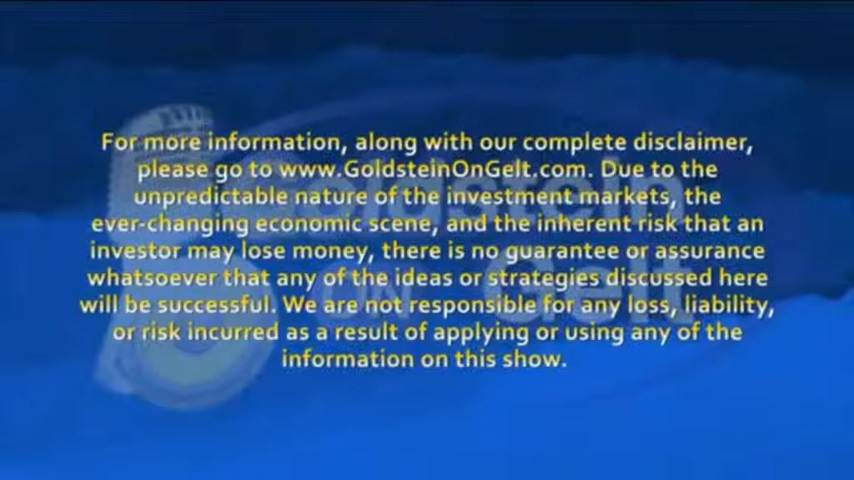 For more information, along with our complete disclaimer,
please go to www.GoldsteinOnGelt.com. Due to the
unpredictable nature of the investment markets, the
ever-changing economic scene, and the inherent risk that an
investor may lose money, there is no guarantee or assurance
whatsoever that any of the ideas or strategies discussed here
will be successful. We are not responsible for any loss, liability,
or risk incurred as a result of applying or using any of the
information on this show.
Goldstein
ON Gelt